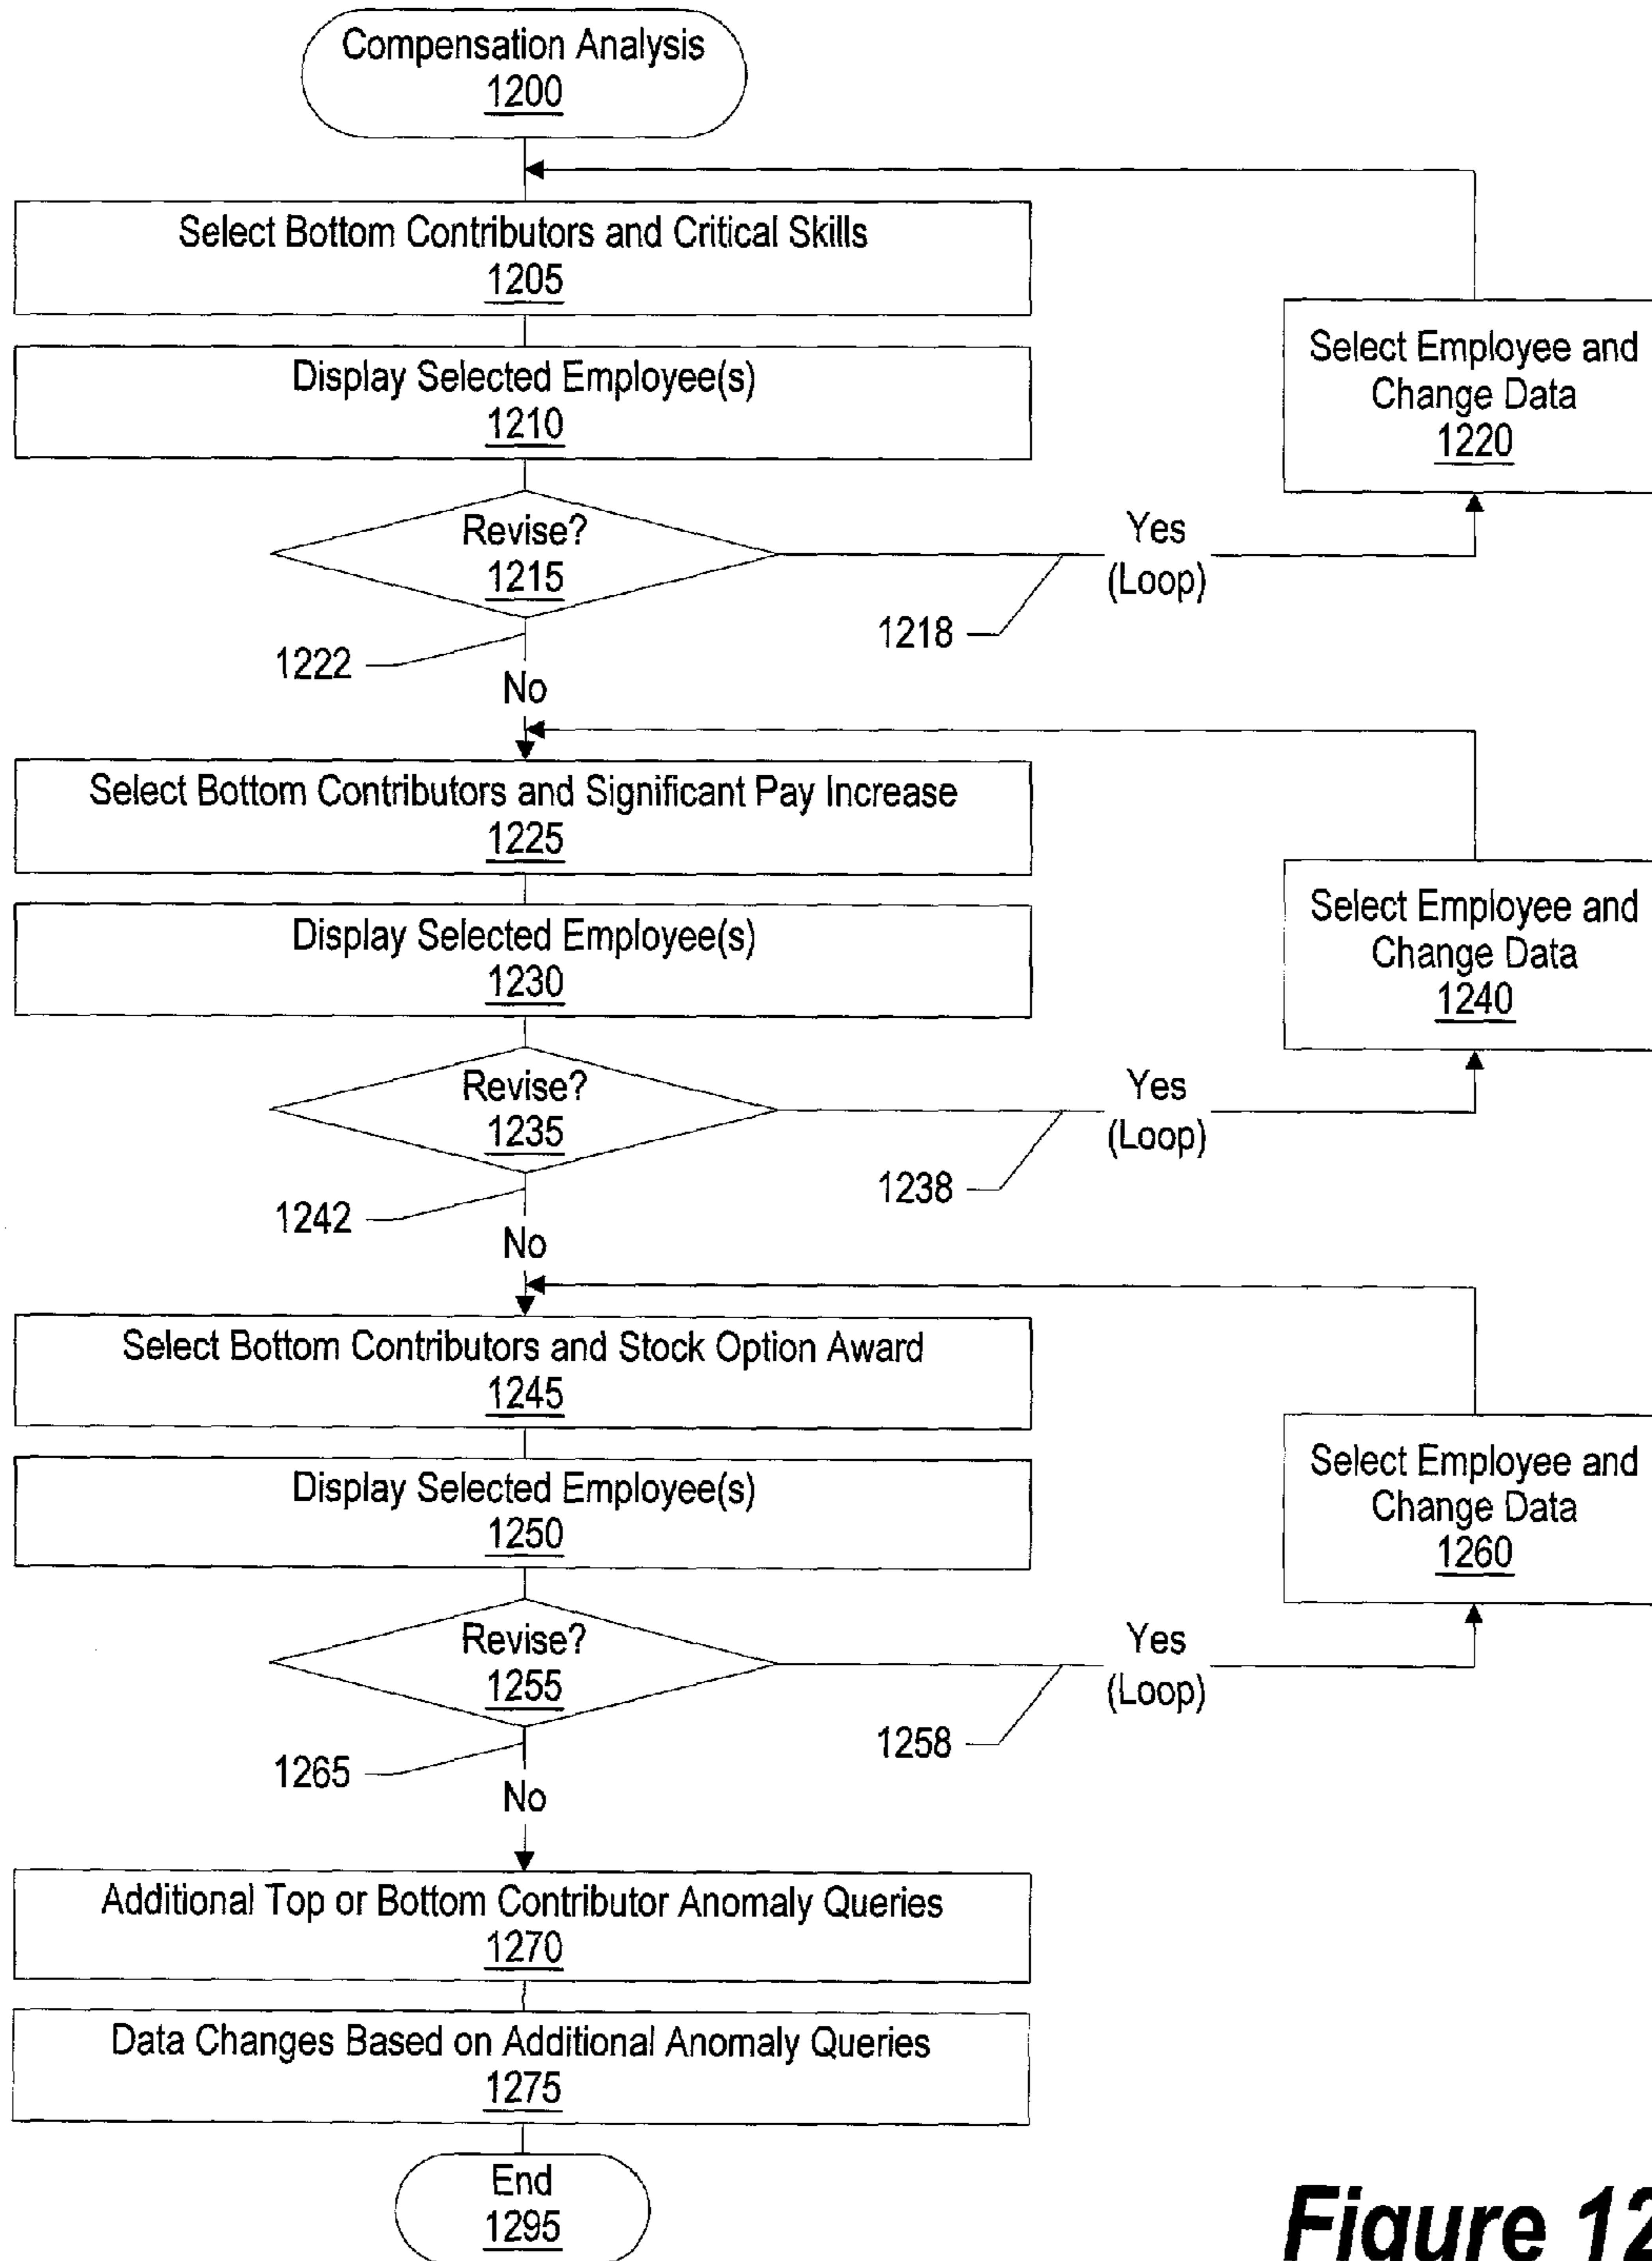 Compensation Analysis
1200
Select Bottom Contributors and Critical Skills
1205
Display Selected Employee(s)
1210
Select Employee and
Change Data
1220
Revise?
1215
Yes
(Loop)
1218
1222
No
Select Bottom Contributors and Significant Pay Increase
1225
Display Selected Employee(s)
1230
Select Employee and
Change Data
1240
Revise?
1235
Yes
(Loop)
1238
1242
No
Select Bottom Contributors and Stock Option Award
1245
Display Selected Employee(s)
1250
Select Employee and
Change Data
1260
Revise?
1255
Yes
(Loop)
1258
1265
No
Additional Top or Bottom Contributor Anomaly Queries
1270
Data Changes Based on Additional Anomaly Queries
1275
End
1295
Figure 12